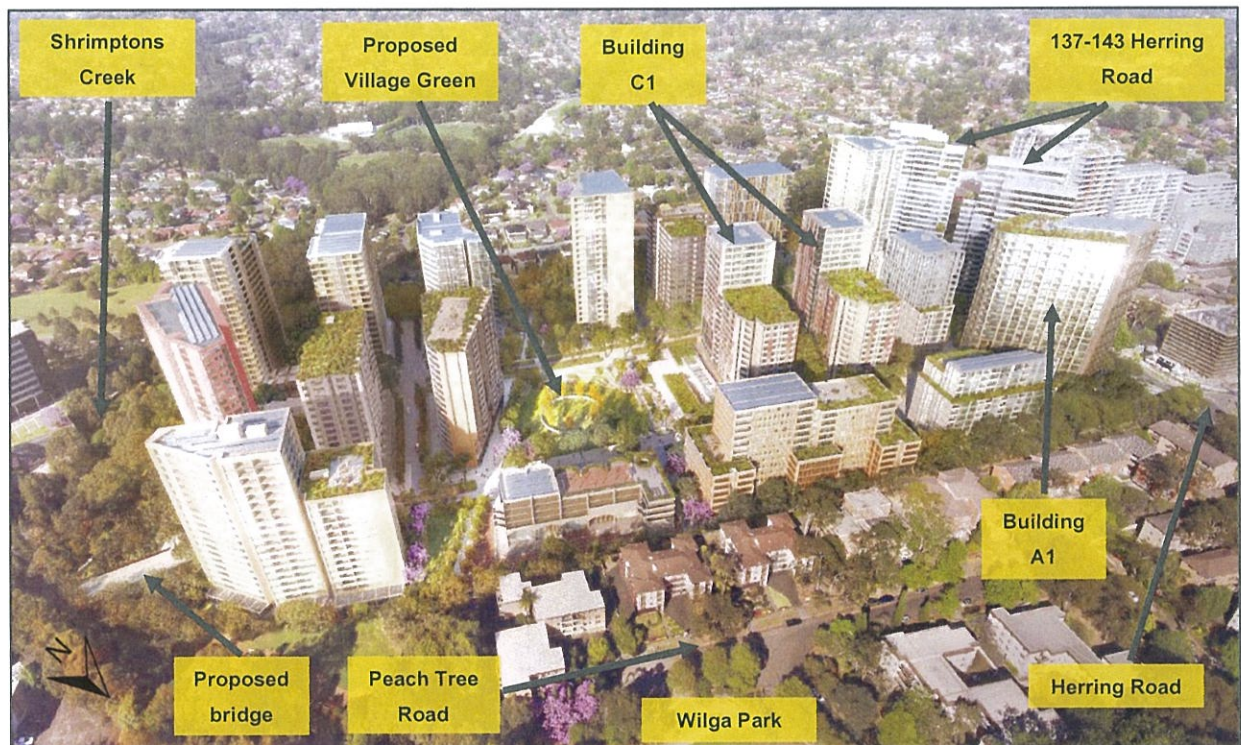 Shrimptons
Creek
Proposed
Village Green
Building
C1
137-143 Herring
Road
Building
A1
N
Proposed
bridge
Peach Tree
Road
Wilga Park
Herring Road